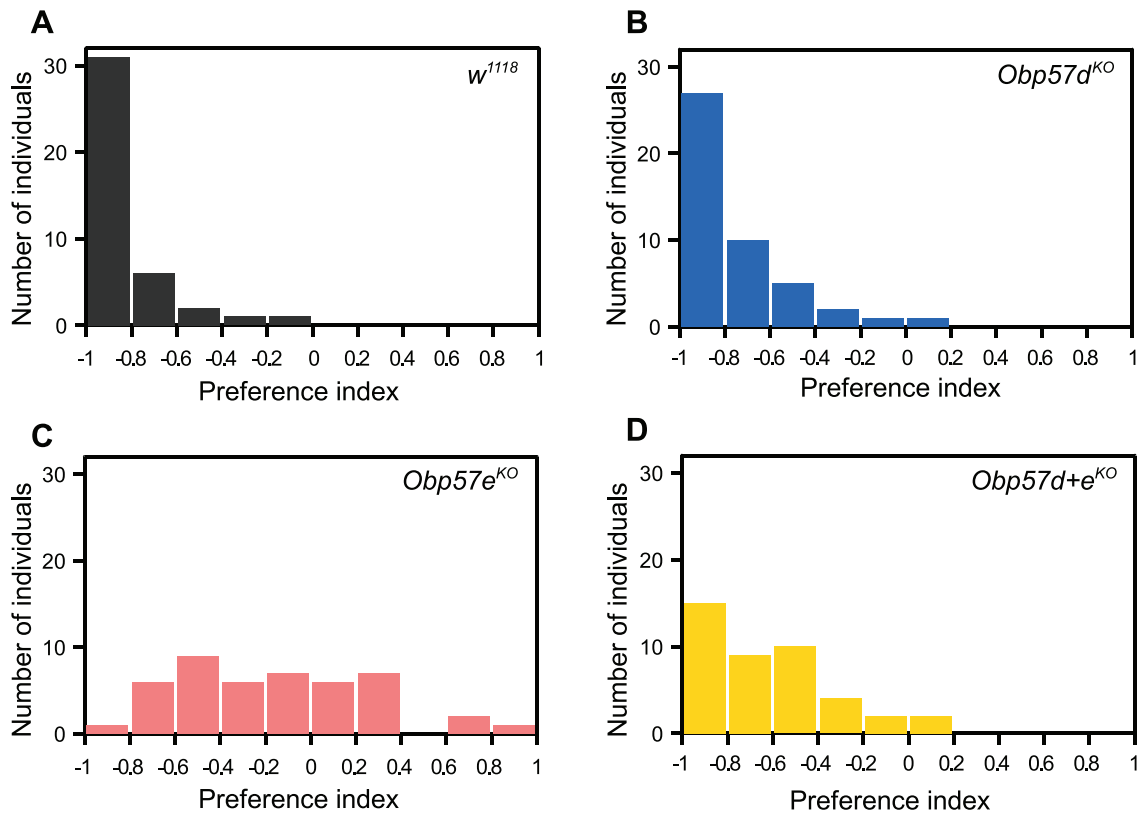 A
w¹¹¹⁸
Number of individuals
30
20
10
0
-1 -0.8 -0.6 -0.4 -0.2 0 0.2 0.4 0.6 0.8 1
Preference index
B
Obp57dᴷᴼ
Number of individuals
30
20
10
0
-1 -0.8 -0.6 -0.4 -0.2 0 0.2 0.4 0.6 0.8 1
Preference index
C
Obp57eᴷᴼ
Number of individuals
30
20
10
0
-1 -0.8 -0.6 -0.4 -0.2 0 0.2 0.4 0.6 0.8 1
Preference index
D
Obp57d+eᴷᴼ
Number of individuals
30
20
10
0
-1 -0.8 -0.6 -0.4 -0.2 0 0.2 0.4 0.6 0.8 1
Preference index